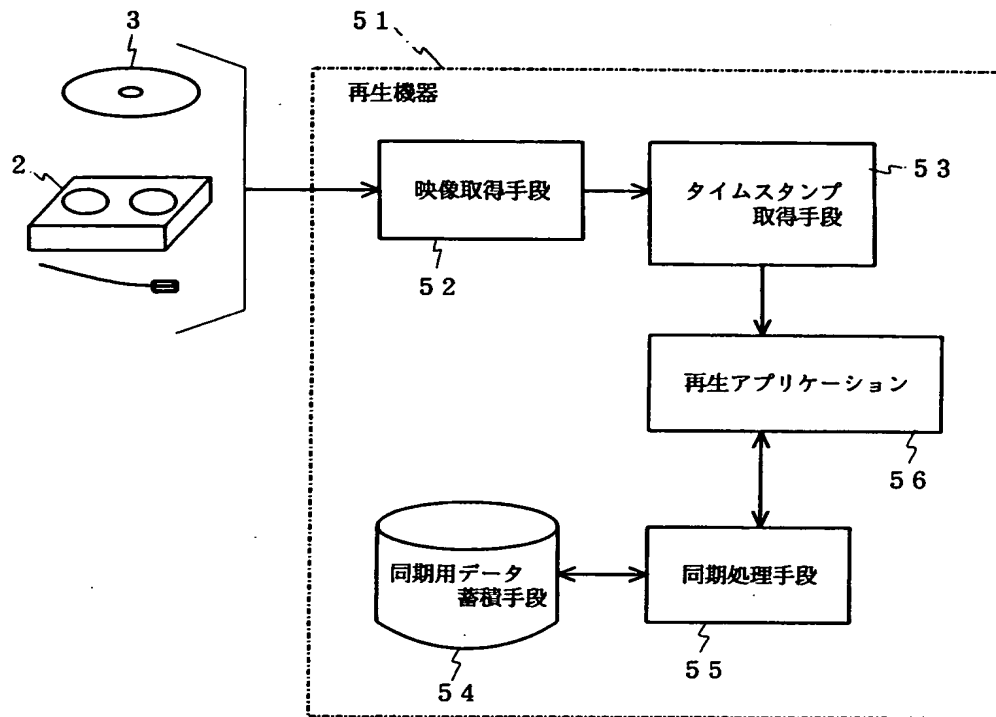 ５１
３
再生機器
２
映像取得手段
タイムスタンプ
取得手段
５３
５２
再生アプリケーション
５６
同期用データ
蓄積手段
同期処理手段
５４
５５